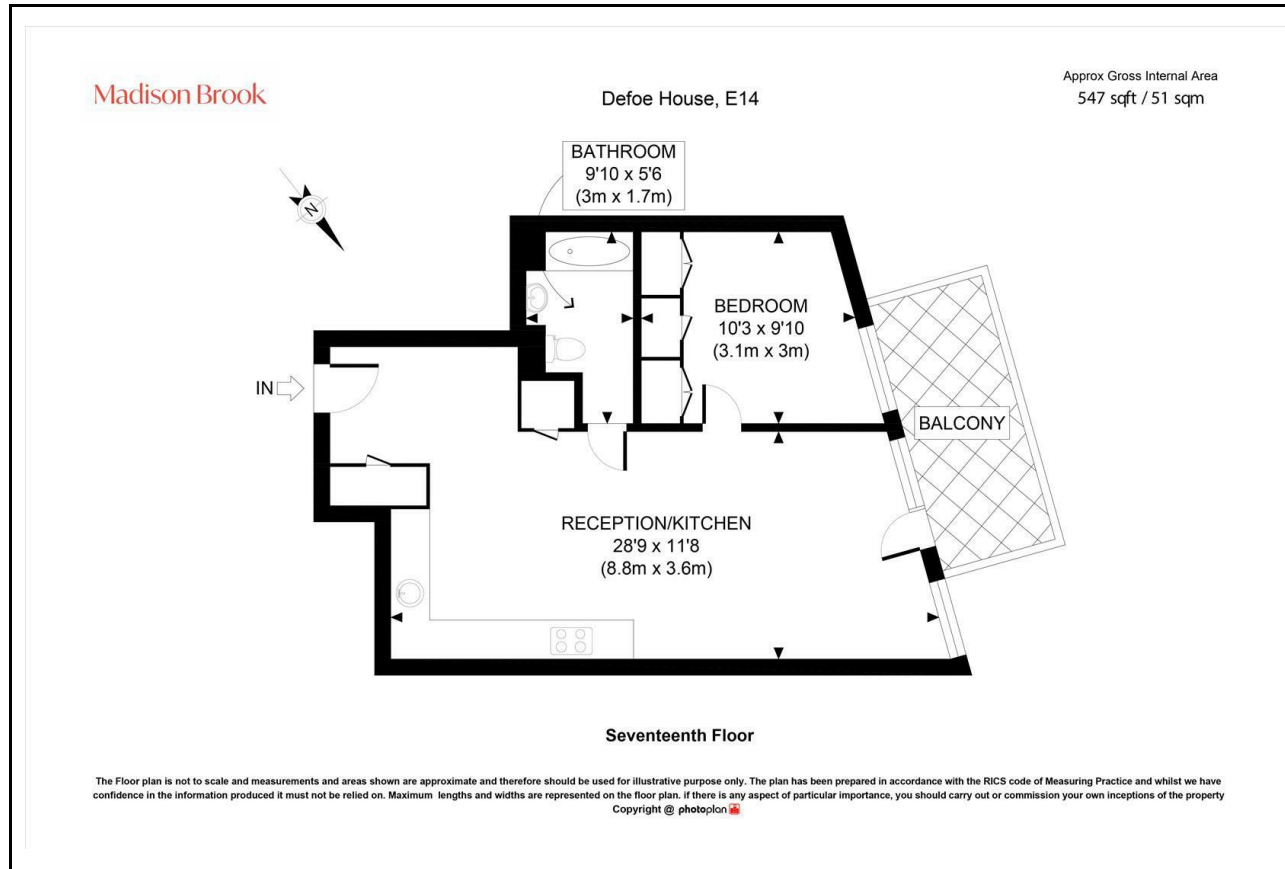 Madison Brook
Defoe House, E14
Approx Gross Internal Area
547 sqft / 51 sqm
BATHROOM
9'10 x 5'6
(3m x 1.7m)
N
BEDROOM
10'3 x 9'10
(3.1m x 3m)
IN
BALCONY
RECEPTION/KITCHEN
28'9 x 11'8
(8.8m x 3.6m)
Seventeenth Floor
The Floor plan is not to scale and measurements and areas shown are approximate and therefore should be used for illustrative purpose only. The plan has been prepared in accordance with the RICS code of Measuring Practice and whilst we have
confidence in the information produced it must not be relied on. Maximum lengths and widths are represented on the floor plan. if there is any aspect of particular importance, you should carry out or commission your own inceptions of the property
Copyright @ photoplan